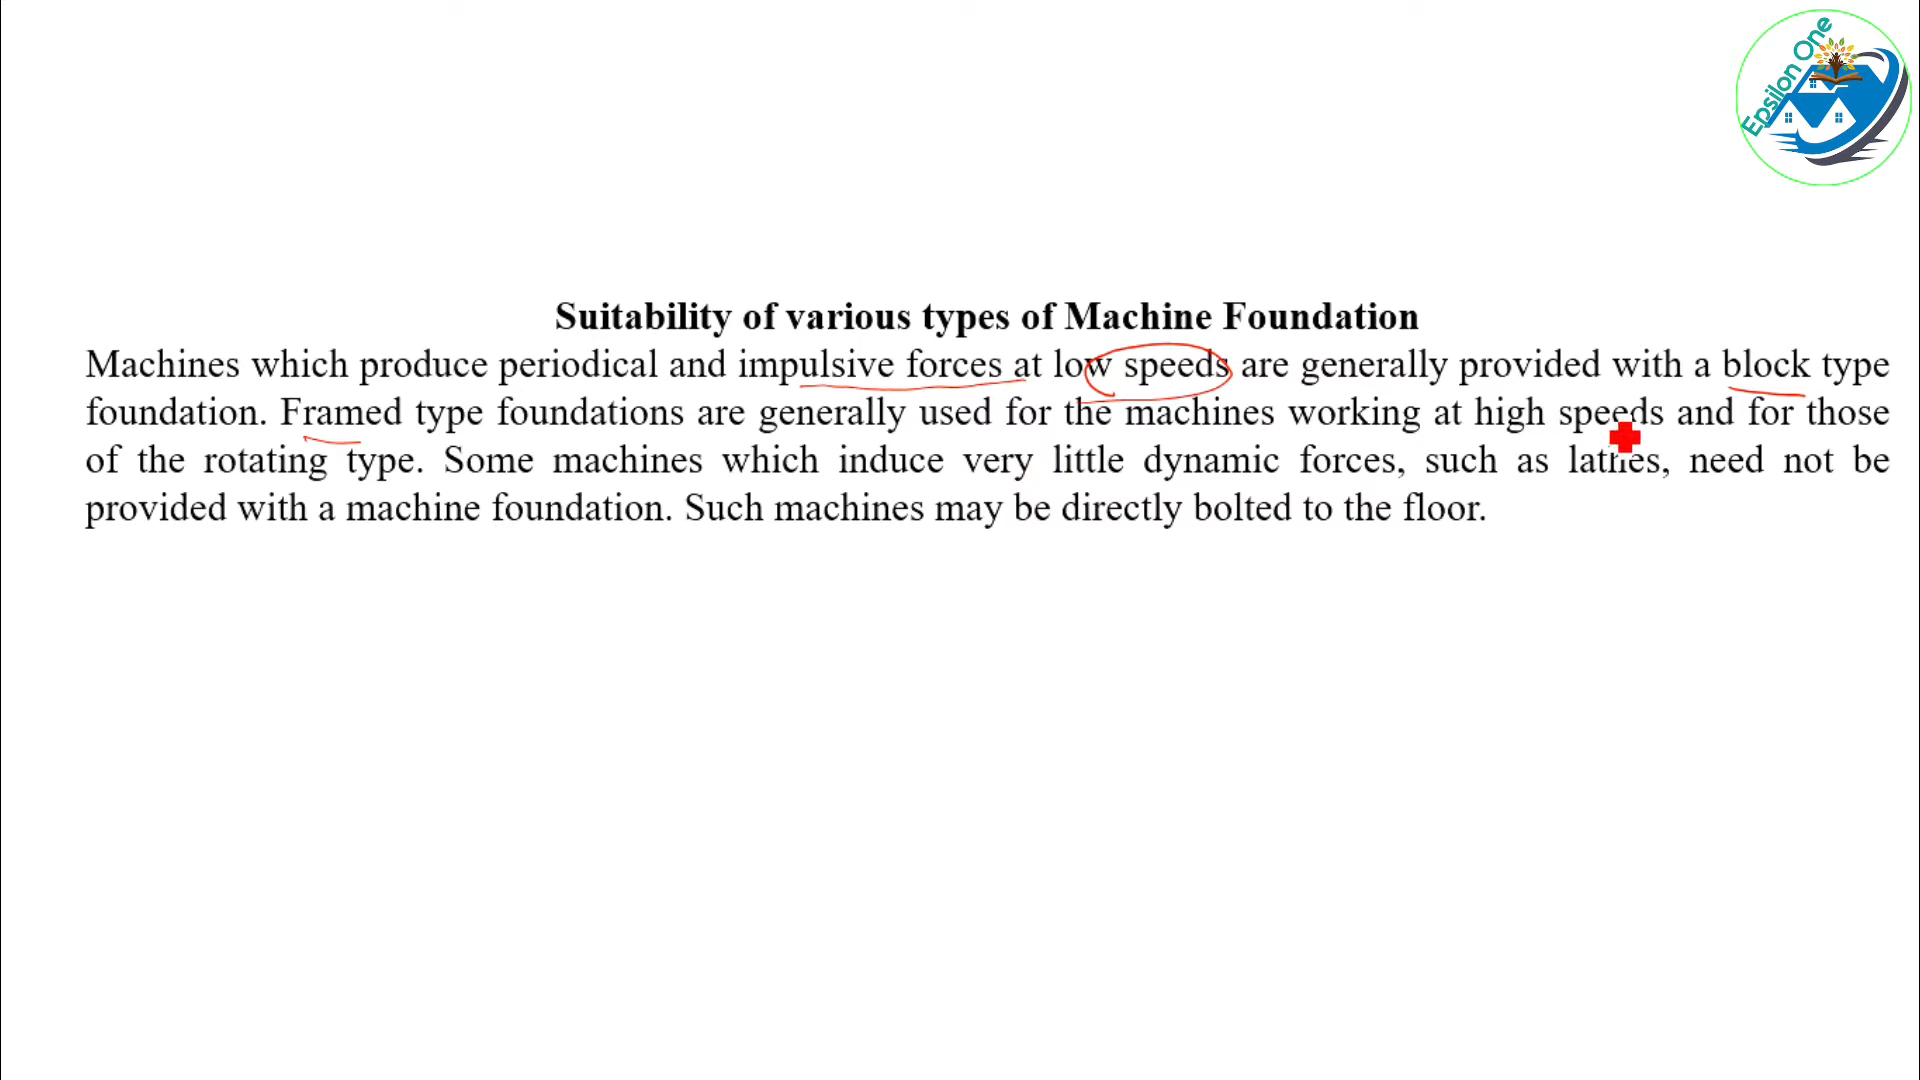 Epsilon One
Suitability of various types of Machine Foundation
Machines which produce periodical and impulsive forces at low speeds are generally provided with a block type
foundation. Framed type foundations are generally used for the machines working at high speeds and for those
of the rotating type. Some machines which induce very little dynamic forces, such as lathes, need not be
provided with a machine foundation. Such machines may be directly bolted to the floor.